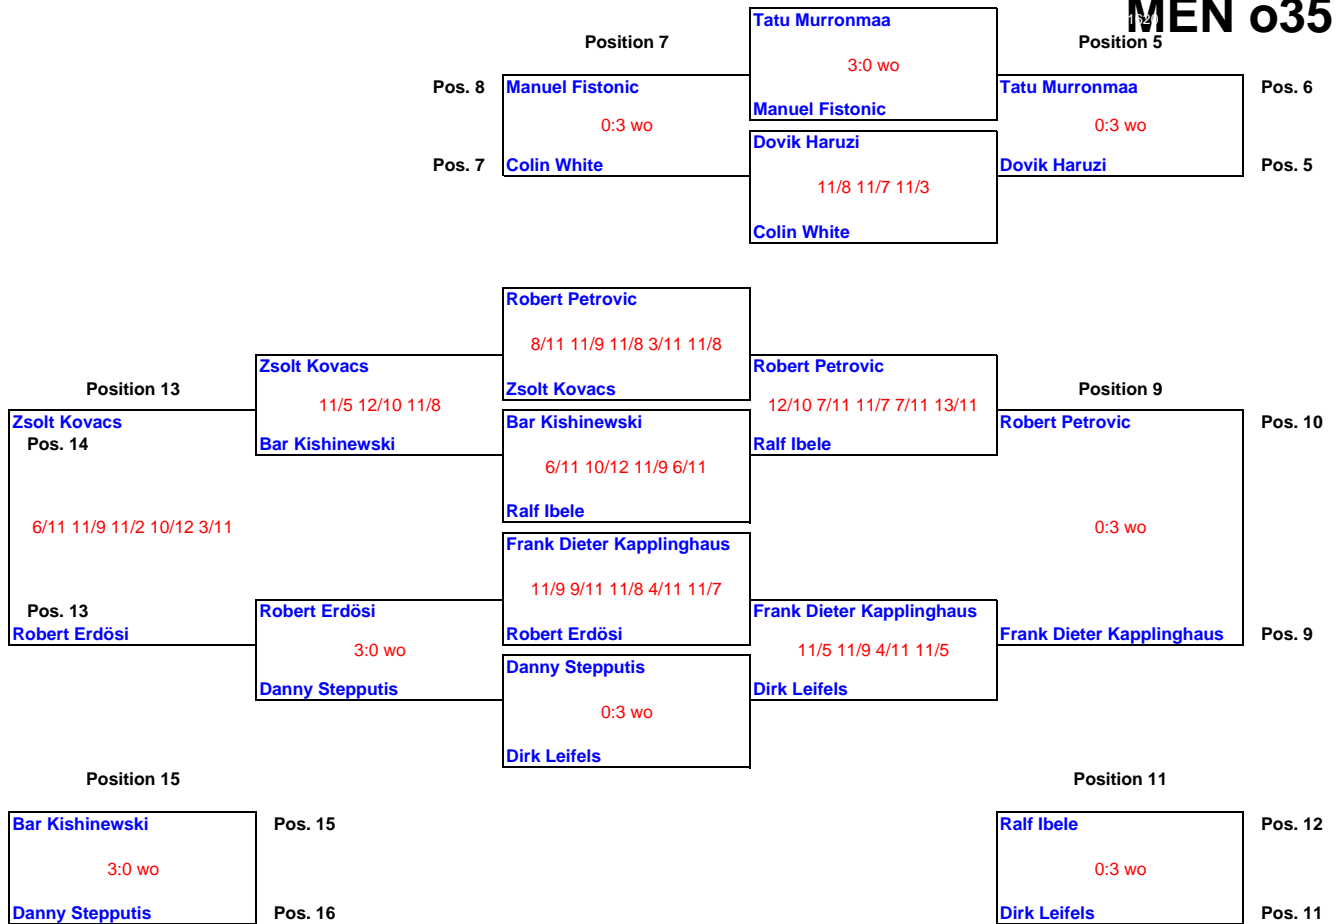 MEN o35
1620
Tatu Murronmaa
Position 7
Position 5
3:0 wo
Pos. 8 Manuel Fistonic
Tatu Murronmaa Pos. 6
Manuel Fistonic
0:3 wo
0:3 wo
Dovik Haruzi
Pos. 7 Colin White
Dovik Haruzi Pos. 5
11/8 11/7 11/3
Colin White
Robert Petrovic
8/11 11/9 11/8 3/11 11/8
Zsolt Kovacs
Robert Petrovic
Position 13
Zsolt Kovacs
Position 9
11/5 12/10 11/8
12/10 7/11 11/7 7/11 13/11
Zsolt Kovacs
Bar Kishinewski
Robert Petrovic Pos. 10
Pos. 14
Bar Kishinewski
Ralf Ibele
6/11 10/12 11/9 6/11
Ralf Ibele
6/11 11/9 11/2 10/12 3/11
0:3 wo
Frank Dieter Kapplinghaus
11/9 9/11 11/8 4/11 11/7
Pos. 13
Robert Erdösi
Frank Dieter Kapplinghaus
Robert Erdösi
Robert Erdösi
Frank Dieter Kapplinghaus Pos. 9
3:0 wo
11/5 11/9 4/11 11/5
Danny Stepputis
Danny Stepputis
Dirk Leifels
0:3 wo
Dirk Leifels
Position 15
Position 11
Bar Kishinewski Pos. 15
Ralf Ibele Pos. 12
3:0 wo
0:3 wo
Danny Stepputis Pos. 16
Dirk Leifels Pos. 11